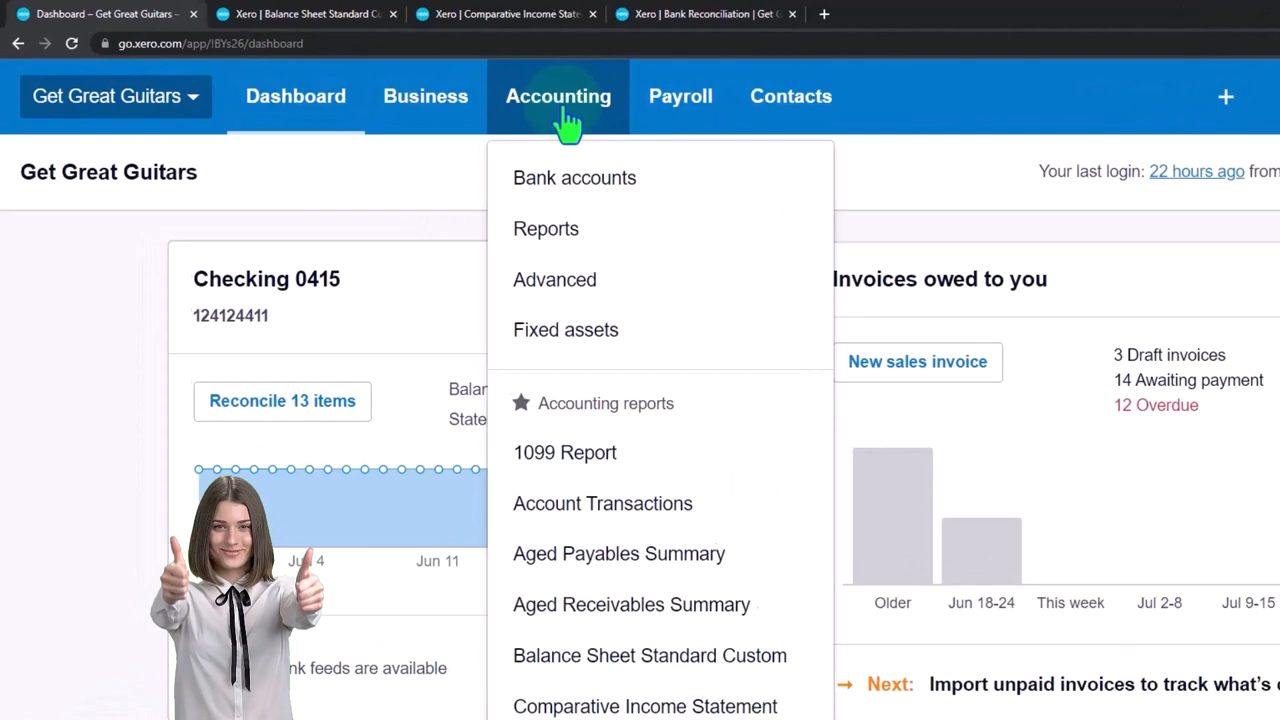 Dashboard – Get Great Guitars –
Xero | Balance Sheet Standard Cu
Xero | Comparative Income State
Xero | Bank Reconciliation | Get G
go.xero.com/app/!BYs26/dashboard
Get Great Guitars
Dashboard
Business
Accounting
Payroll
Contacts
Get Great Guitars
Your last login: 22 hours ago from
Bank accounts
Reports
Advanced
Fixed assets
Accounting reports
1099 Report
Account Transactions
Aged Payables Summary
Aged Receivables Summary
Balance Sheet Standard Custom
Comparative Income Statement
Checking 0415
124124411
Reconcile 13 items
Balan
State
Jun 11
nk feeds are available
Invoices owed to you
New sales invoice
3 Draft invoices
14 Awaiting payment
12 Overdue
Older
Jun 18-24
This week
Jul 2-8
Jul 9-15
Next: Import unpaid invoices to track what's